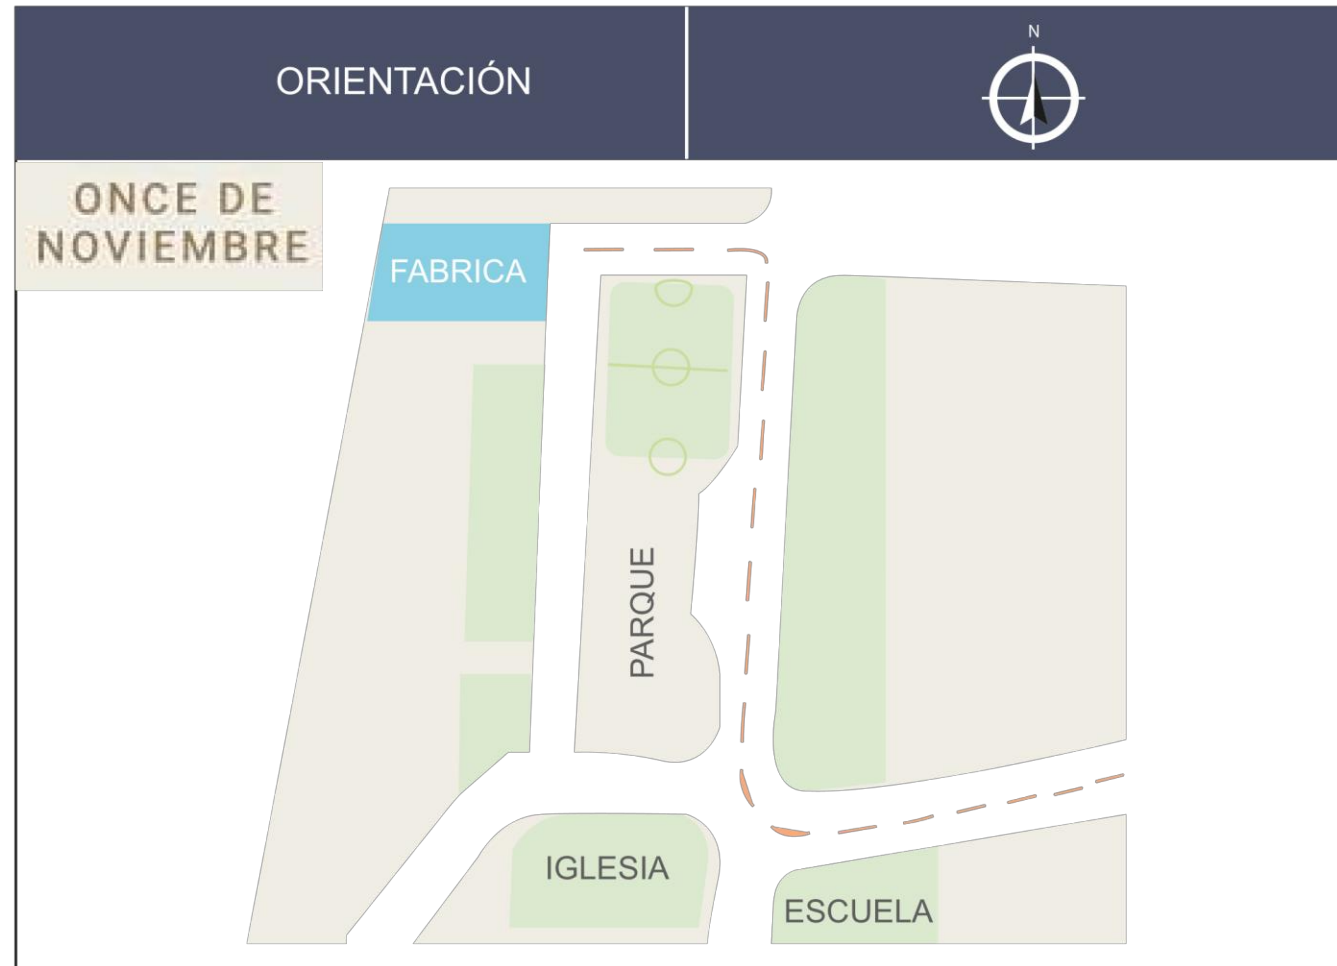 ORIENTACIÓN
N
ONCE DE
NOVIEMBRE
FABRICA
PARQUE
IGLESIA
ESCUELA